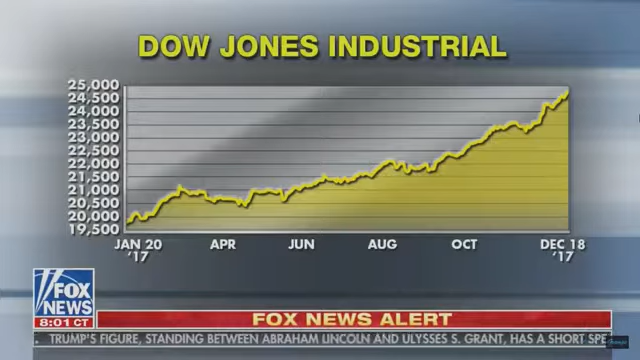 DOW JONES INDUSTRIAL
25,000
24,500
24,000
23,500
23,000
22,500
22,000
21,500
21,000
20,500
20,000
19,500
JAN 20 '17
APR
JUN
AUG
OCT
DEC 18 '17
FOX NEWS
8:01 CT
FOX NEWS ALERT
. TRUMP'S FIGURE, STANDING BETWEEN ABRAHAM LINCOLN AND ULYSSES S. GRANT, HAS A SHORT SPE